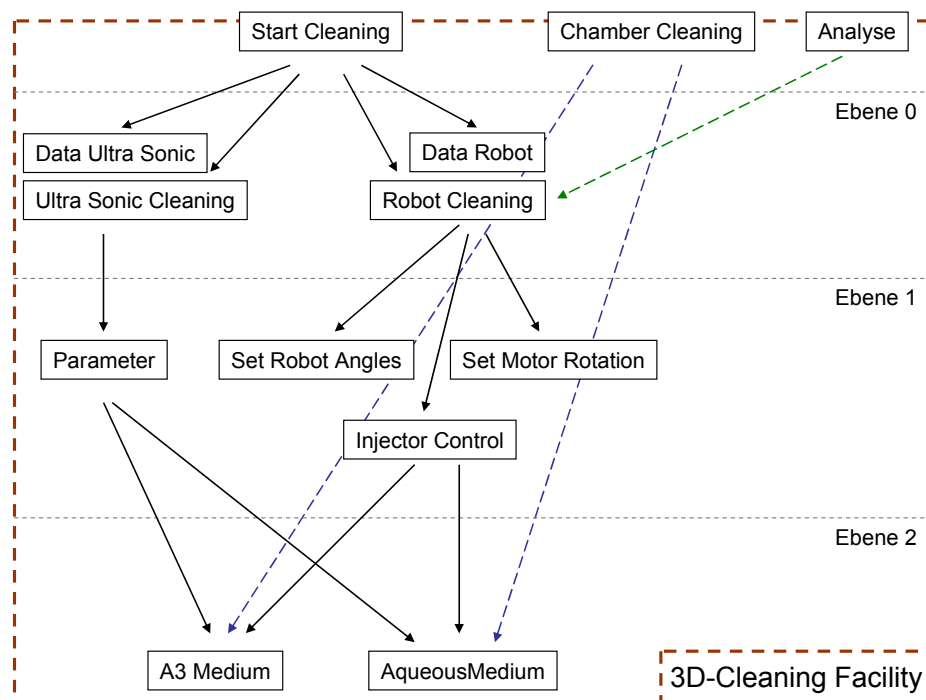 Start Cleaning
Chamber Cleaning
Analyse
Ebene 0
Data Ultra Sonic
Data Robot
Ultra Sonic Cleaning
Robot Cleaning
Ebene 1
Parameter
Set Robot Angles
Set Motor Rotation
Injector Control
Ebene 2
A3 Medium
AqueousMedium
3D-Cleaning Facility